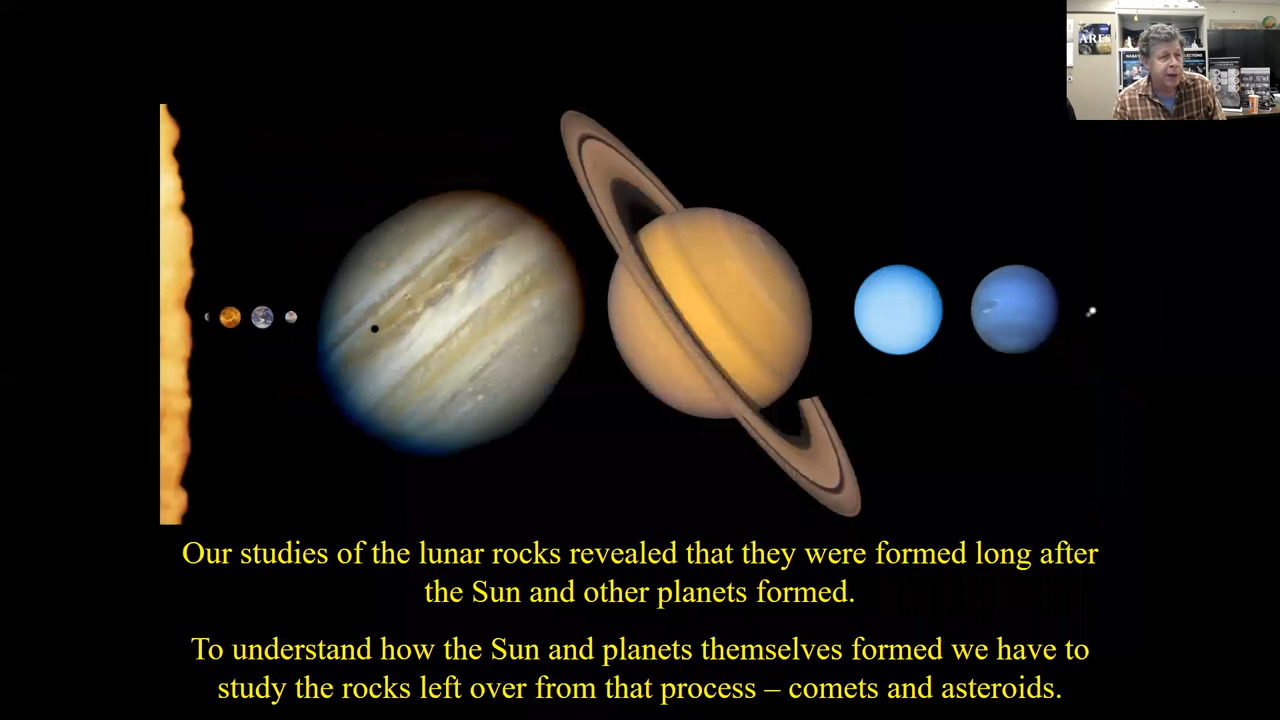 ARES
Our studies of the lunar rocks revealed that they were formed long after
the Sun and other planets formed.
To understand how the Sun and planets themselves formed we have to
study the rocks left over from that process – comets and asteroids.